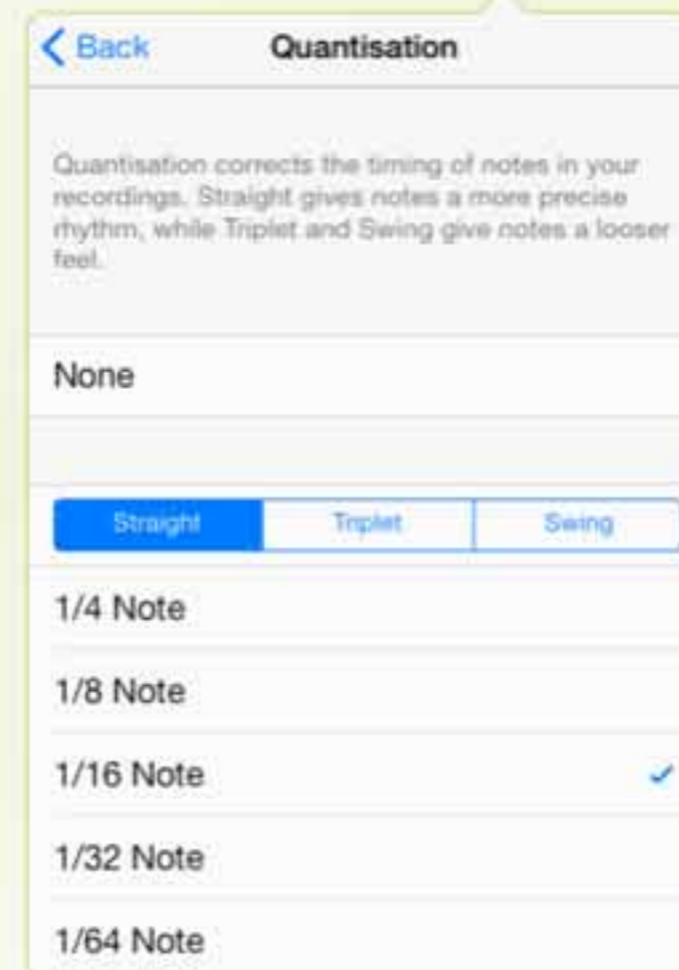 Back Quantisation
Quantisation corrects the timing of notes in your
recordings. Straight gives notes a more precise
rhythm, while Triplet and Swing give notes a looser
feel.
None
Straight Triplet Swing
1/4 Note
1/8 Note
1/16 Note
1/32 Note
1/64 Note